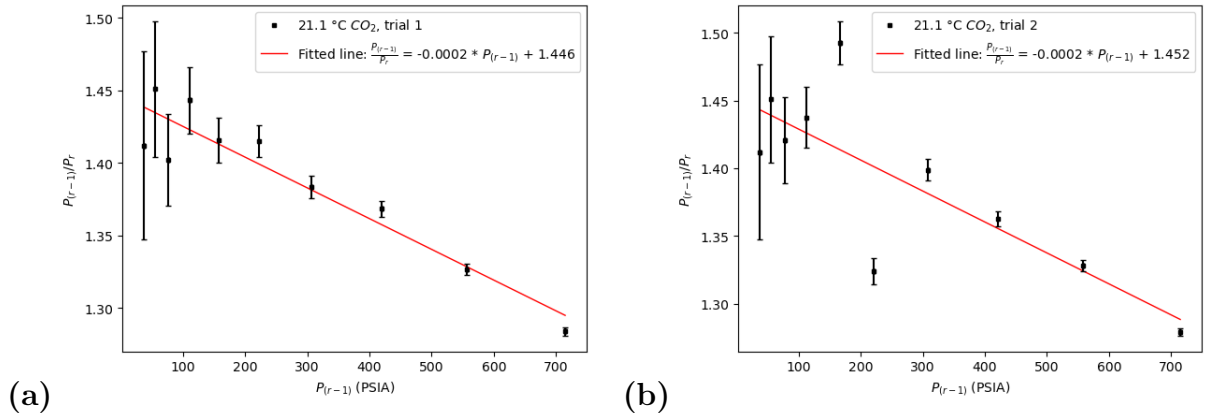 21.1 °C CO₂, trial 1
Fitted line: P₍ᵣ₋₁₎/Pᵣ = -0.0002 * P₍ᵣ₋₁₎ + 1.446
1.50
1.45
1.40
1.35
1.30
P₍ᵣ₋₁₎/Pᵣ
100 200 300 400 500 600 700
P₍ᵣ₋₁₎ (PSIA)
(a)
21.1 °C CO₂, trial 2
Fitted line: P₍ᵣ₋₁₎/Pᵣ = -0.0002 * P₍ᵣ₋₁₎ + 1.452
1.50
1.45
1.40
1.35
1.30
P₍ᵣ₋₁₎/Pᵣ
100 200 300 400 500 600 700
P₍ᵣ₋₁₎ (PSIA)
(b)